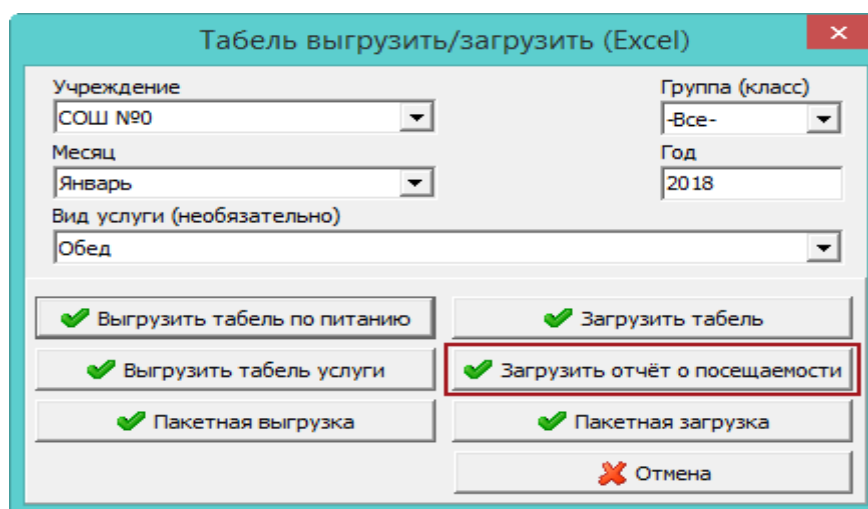 Табель выгрузить/загрузить (Excel)
Учреждение
Группа (класс)
СОШ №0
-Все-
Месяц
Год
Январь
2018
Вид услуги (необязательно)
Обед
Выгрузить табель по питанию
Загрузить табель
Выгрузить табель услуги
Загрузить отчёт о посещаемости
Пакетная выгрузка
Пакетная загрузка
Отмена